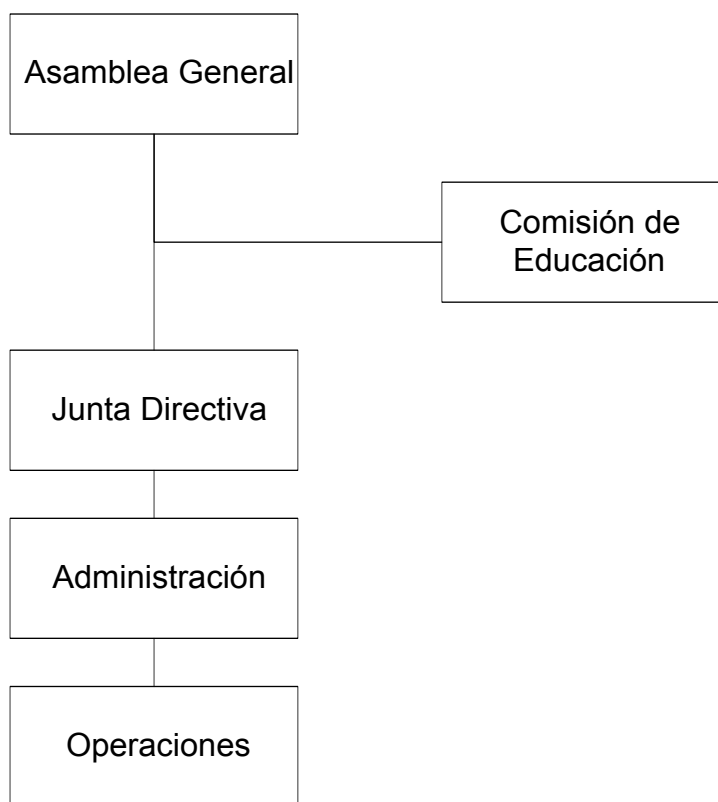 Asamblea General
Comisión de
Educación
Junta Directiva
Administración
Operaciones